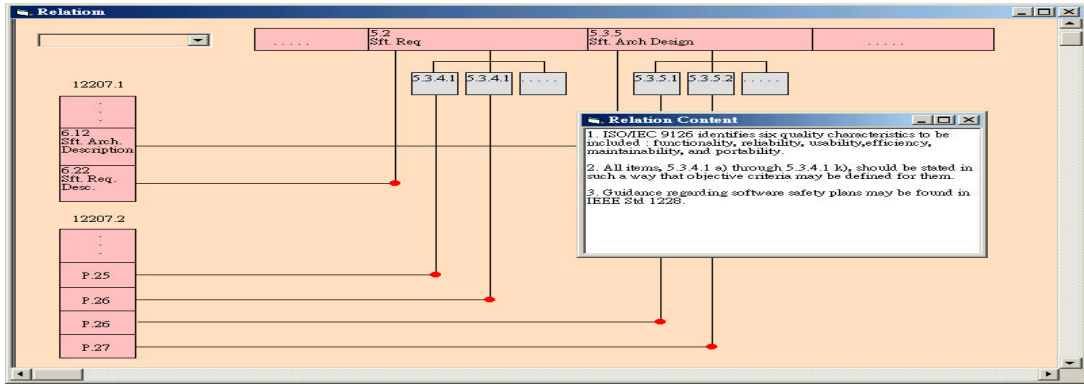 Relatiom
. . . . .
5.2
Sft. Req
5.3.5
Sft. Arch Design
. . . . .
5.3.4.1
5.3.4.1
. . . . .
5.3.5.1
5.3.5.2
. . . . .
12207.1
6.12
Sft. Arch.
Description
6.22
Sft. Req.
Desc.
12207.2
P.25
P.26
P.26
P.27
Relation Content
1. ISO/IEC 9126 identifies six quality characteristics to be
included : functionality, reliability, usability,efficiency,
maintainability, and portability.
2. All items, 5.3.4.1 a) through 5.3.4.1 k), should be stated in
such a way that objective criteria may be defined for them.
3. Guidance regarding software safety plans may be found in
IEEE Std 1228.